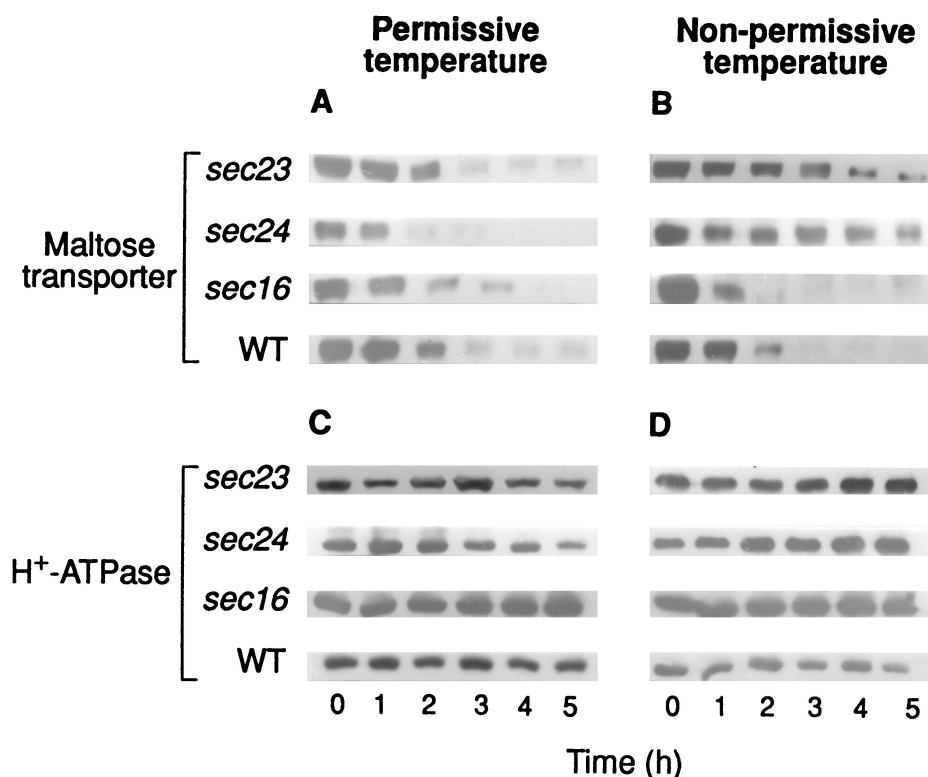 Permissive
temperature
Non-permissive
temperature
A
B
Maltose
transporter
sec23
sec24
sec16
WT
C
D
H⁺-ATPase
sec23
sec24
sec16
WT
0 1 2 3 4 5
0 1 2 3 4 5
Time (h)